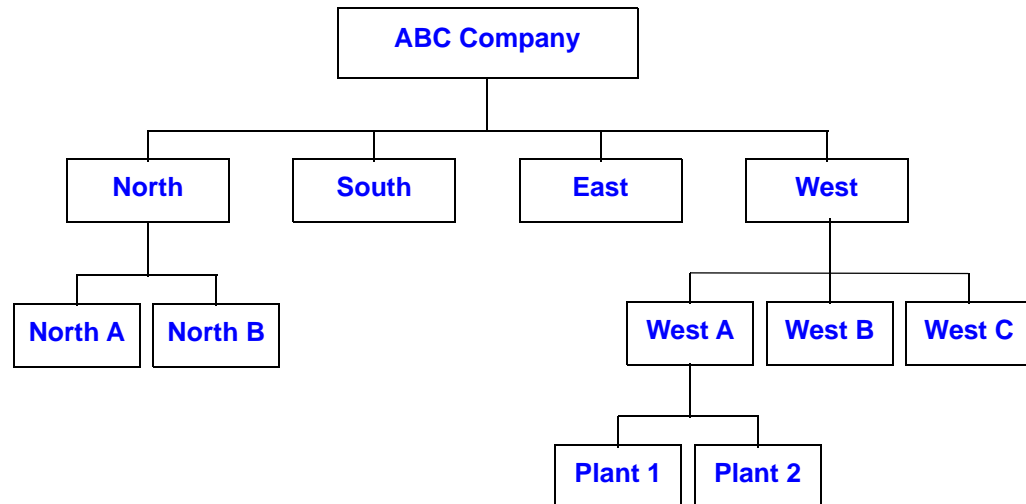 ABC Company
North
South
East
West
North A
North B
West A
West B
West C
Plant 1
Plant 2